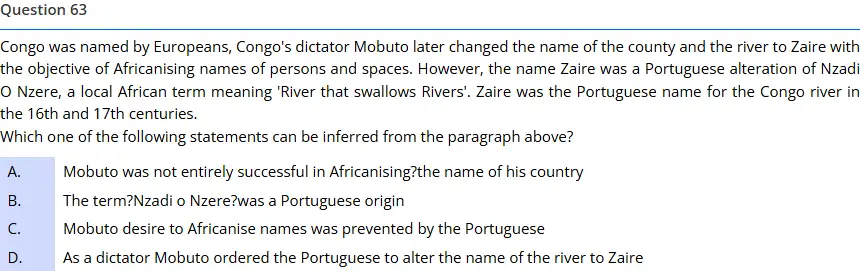 Question 63
Congo was named by Europeans, Congo's dictator Mobuto later changed the name of the county and the river to Zaire with
the objective of Africanising names of persons and spaces. However, the name Zaire was a Portuguese alteration of Nzadi
O Nzere, a local African term meaning 'River that swallows Rivers'. Zaire was the Portuguese name for the Congo river in
the 16th and 17th centuries.
Which one of the following statements can be inferred from the paragraph above?
A. Mobuto was not entirely successful in Africanising?the name of his country
B. The term?Nzadi o Nzere?was a Portuguese origin
C. Mobuto desire to Africanise names was prevented by the Portuguese
D. As a dictator Mobuto ordered the Portuguese to alter the name of the river to Zaire